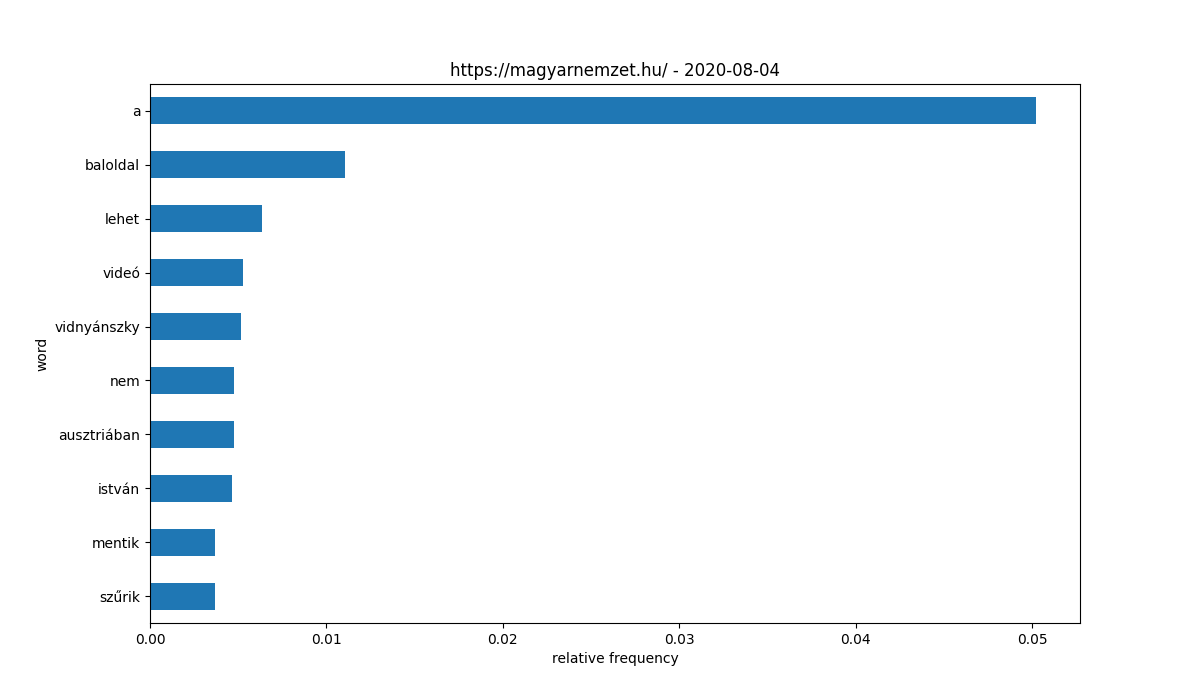 https://magyarnemzet.hu/ - 2020-08-04
a
baloldal
lehet
videó
vidnyánszky
nem
ausztriában
istván
mentik
szűrik
word
0.00 0.01 0.02 0.03 0.04 0.05
relative frequency